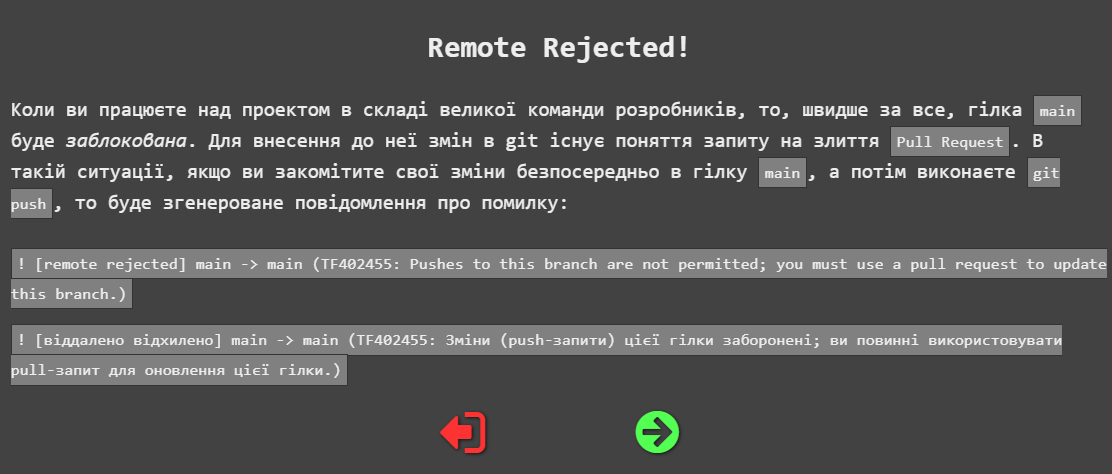 Remote Rejected!
Коли ви працюєте над проектом в складі великої команди розробників, то, швидше за все, гілка main
буде заблокована. Для внесення до неї змін в git існує поняття запиту на злиття Pull Request. В
такій ситуації, якщо ви закомітите свої зміни безпосередньо в гілку main, а потім виконаєте git
push, то буде згенероване повідомлення про помилку:
! [remote rejected] main -> main (TF402455: Pushes to this branch are not permitted; you must use a pull request to update
this branch.)
! [віддалено відхилено] main -> main (TF402455: Зміни (push-запити) цієї гілки заборонені; ви повинні використовувати
pull-запит для оновлення цієї гілки.)